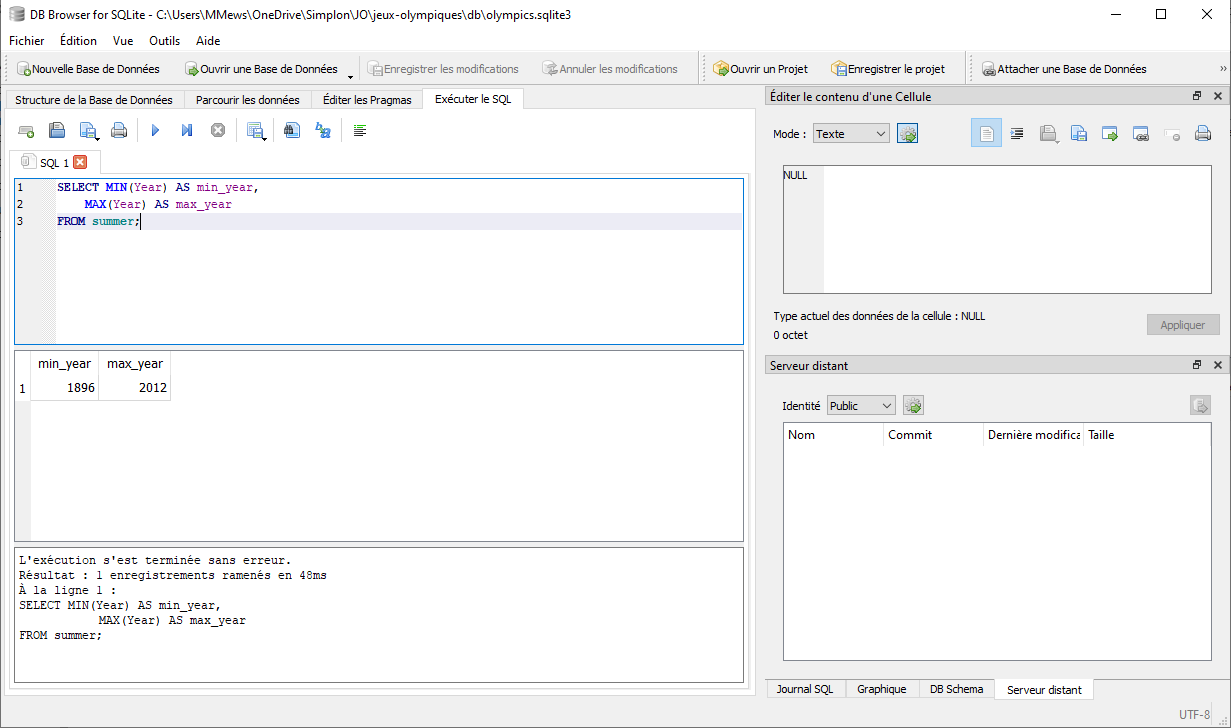 DB Browser for SQLite - C:\Users\MMews\OneDrive\Simplon\JO\jeux-olympiques\db\olympics.sqlite3
Fichier Édition Vue Outils Aide
Nouvelle Base de Données Ouvrir une Base de Données Enregistrer les modifications Annuler les modifications Ouvrir un Projet Enregistrer le projet Attacher une Base de Données »
Structure de la Base de Données Parcourir les données Éditer les Pragmas Exécuter le SQL
SQL 1
1 SELECT MIN(Year) AS min_year,
2 MAX(Year) AS max_year
3 FROM summer;
min_year max_year
1 1896 2012
L'exécution s'est terminée sans erreur.
Résultat : 1 enregistrements ramenés en 48ms
À la ligne 1 :
SELECT MIN(Year) AS min_year,
MAX(Year) AS max_year
FROM summer;
Éditer le contenu d'une Cellule
Mode : Texte
NULL
Type actuel des données de la cellule : NULL
0 octet
Appliquer
Serveur distant
Identité Public
Nom Commit Dernière modifica Taille
Journal SQL Graphique DB Schema Serveur distant
UTF-8